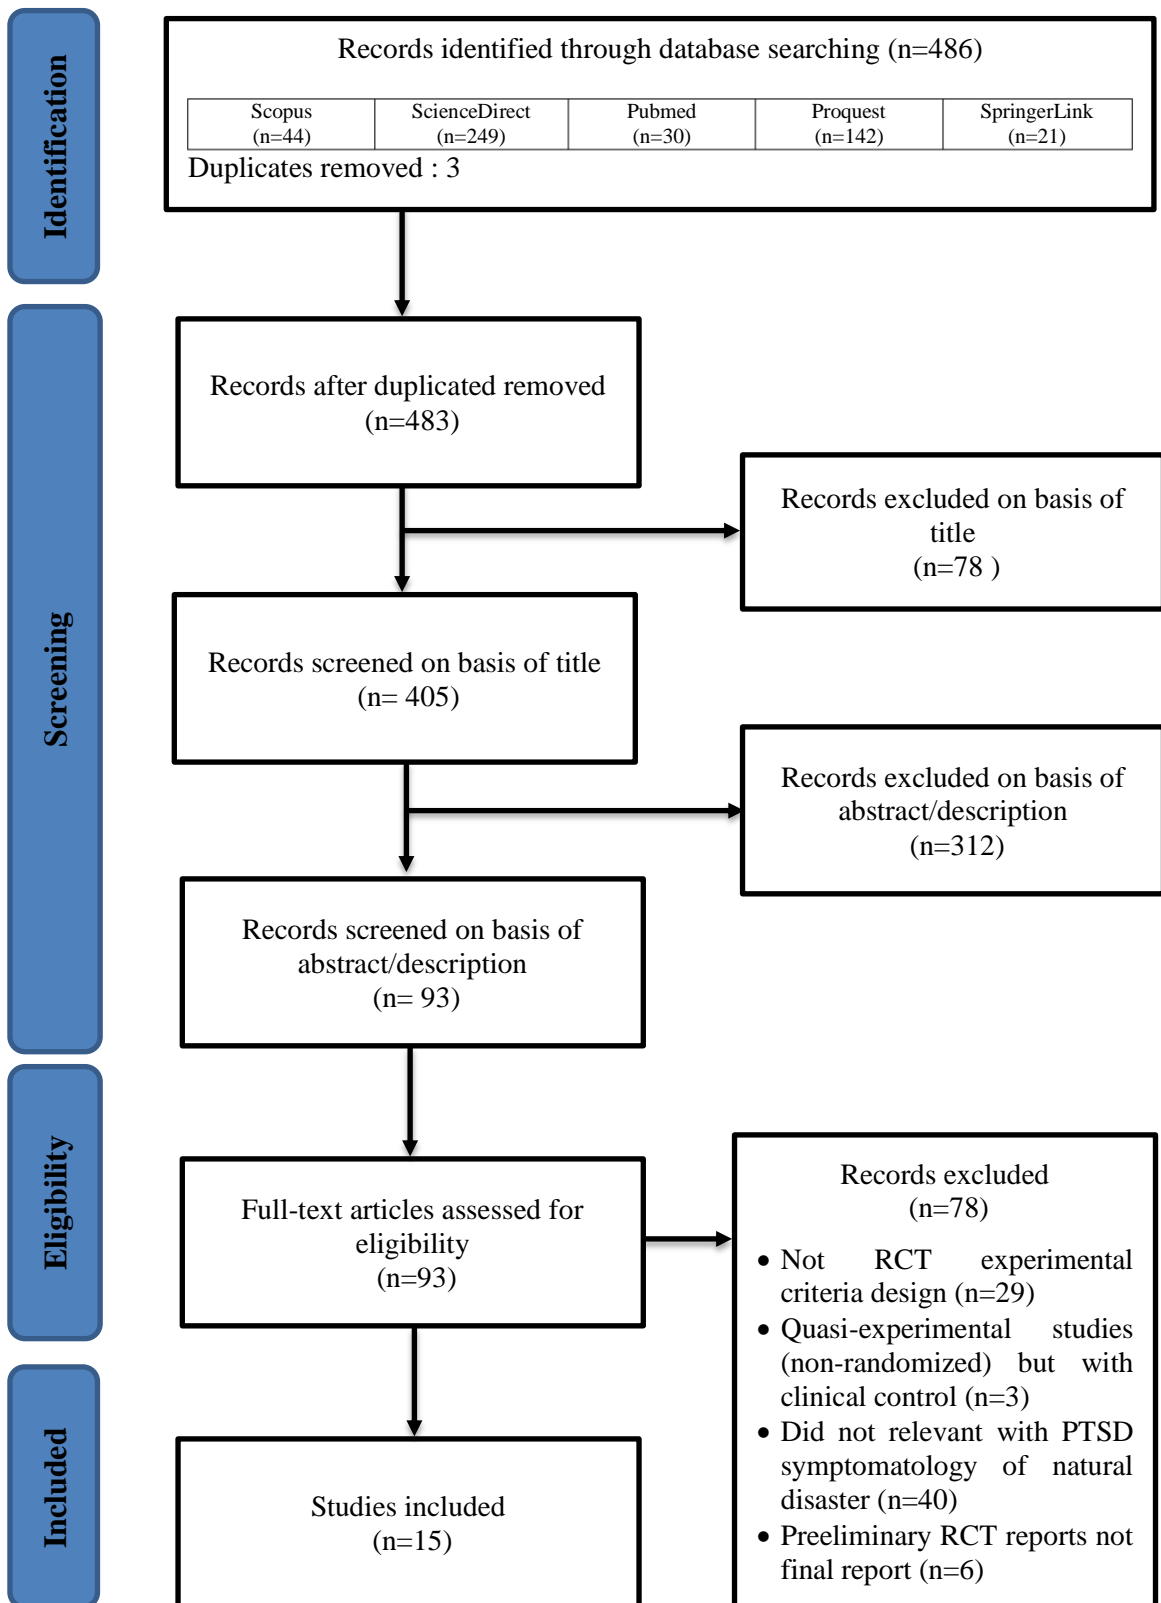 Identification
Records identified through database searching (n=486)
Scopus
(n=44)
ScienceDirect
(n=249)
Pubmed
(n=30)
Proquest
(n=142)
SpringerLink
(n=21)
Duplicates removed : 3
Screening
Records after duplicated removed
(n=483)
Records excluded on basis of
title
(n=78 )
Records screened on basis of title
(n= 405)
Records excluded on basis of
abstract/description
(n=312)
Records screened on basis of
abstract/description
(n= 93)
Eligibility
Full-text articles assessed for
eligibility
(n=93)
Records excluded
(n=78)
• Not RCT experimental
criteria design (n=29)
• Quasi-experimental studies
(non-randomized) but with
clinical control (n=3)
• Did not relevant with PTSD
symptomatology of natural
disaster (n=40)
• Preeliminary RCT reports not
final report (n=6)
Included
Studies included
(n=15)